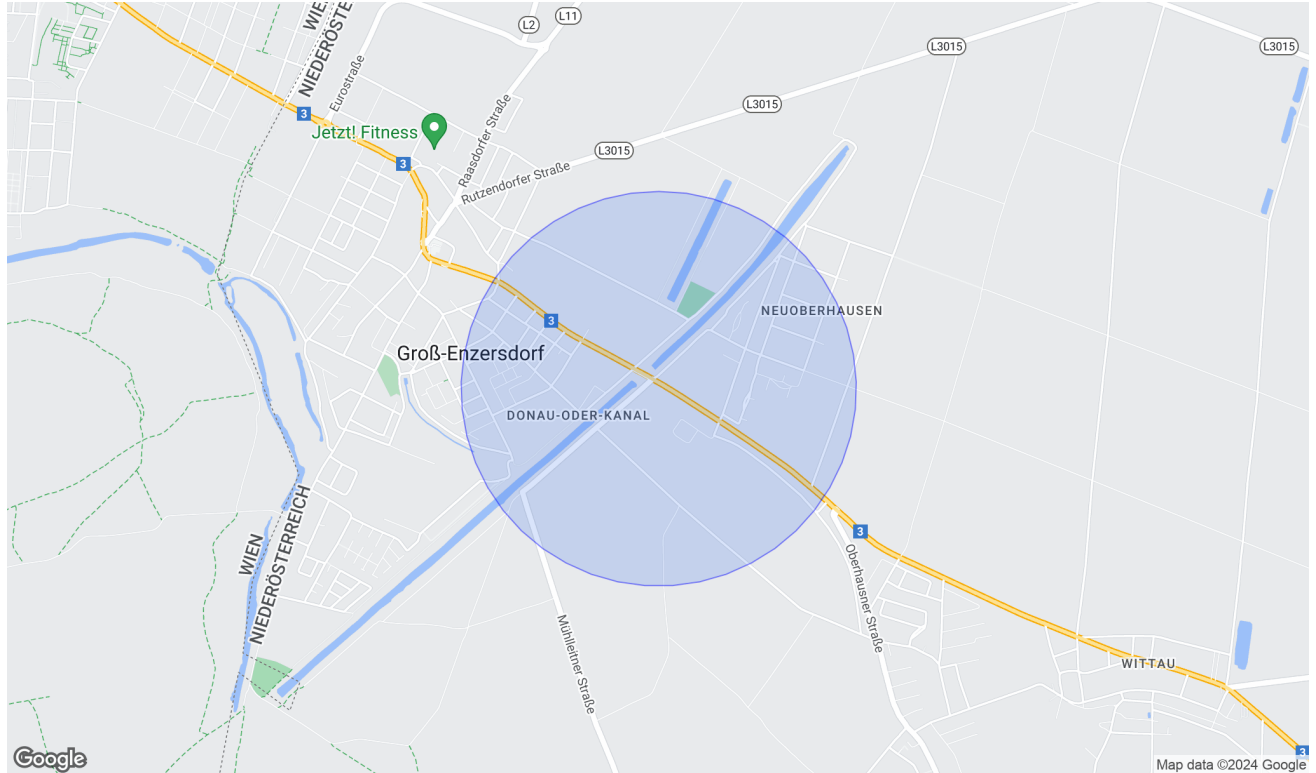 WIEN
NIEDERÖSTERR
L2
L11
L3015
L3015
Eurostraße
3
L3015
Jetzt! Fitness
Raasdorfer Straße
L3015
3
Rutzendorfer Straße
NEUOBERHAUSEN
3
Groß-Enzersdorf
DONAU-ODER-KANAL
WIEN
NIEDERÖSTERREICH
3
Oberhausner Straße
Mühlleitner Straße
WITTAU
3
Google
Map data ©2024 Google